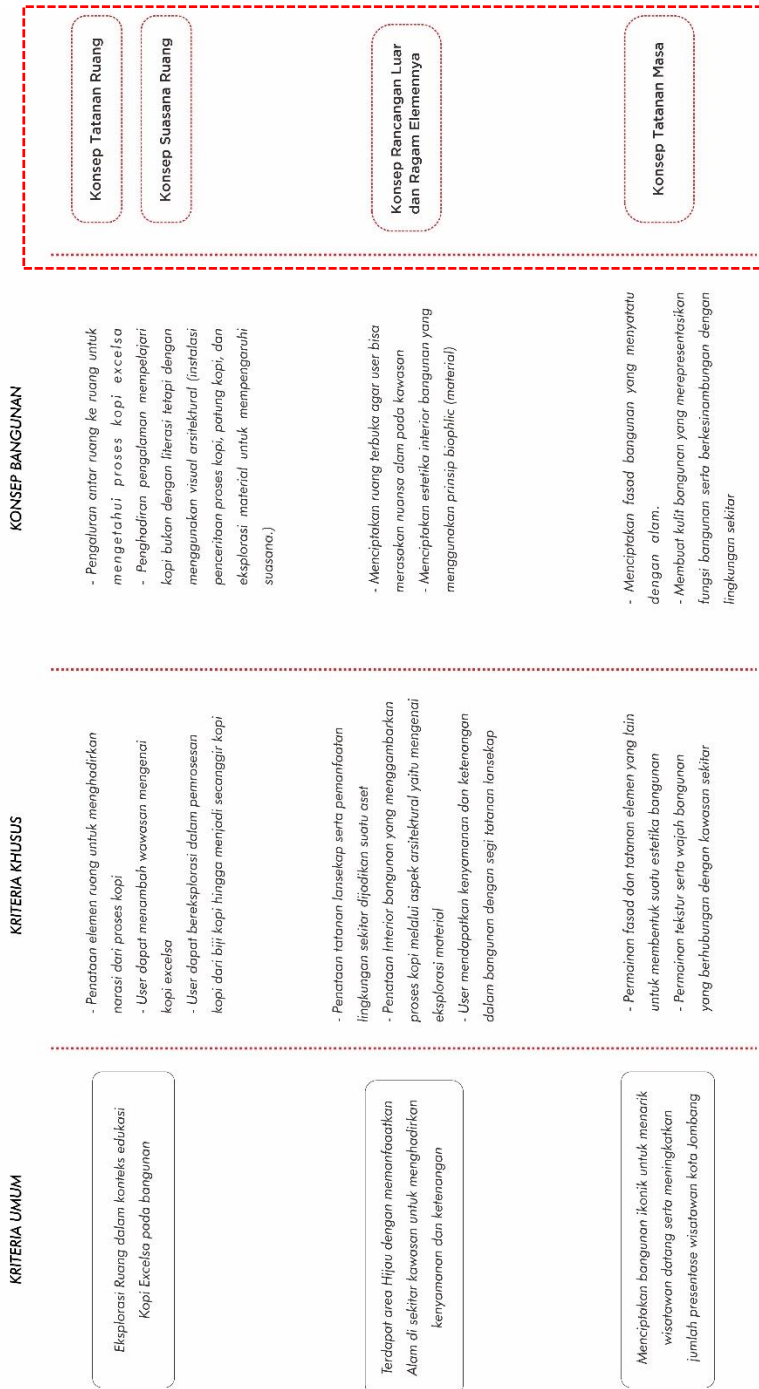 KRITERIA UMUM
KRITERIA KHUSUS
KONSEP BANGUNAN
Eksplorasi Ruang dalam konteks edukasi
Kopi Excelsa pada bangunan
- Penataan elemen ruang untuk menghadirkan
narasi dari proses kopi
- User dapat menambah wawasan mengenai
kopi excelsa
- User dapat bereksplorasi dalam pemrosesan
kopi dari biji kopi hingga menjadi secanggir kopi
- Pengaluran antar ruang ke ruang untuk
mengetahui proses kopi excelsa
- Penghadiran pengalaman mempelajari
kopi bukan dengan literasi tetapi dengan
menggunakan visual arsitektural (instalasi
penceritaan proses kopi, patung kopi, dan
eksplorasi material untuk mempengaruhi
suasana.)
Konsep Tatanan Ruang
Konsep Suasana Ruang
Terdapat area Hijau dengan memanfaaatkan
Alam di sekitar kawasan untuk menghadirkan
kenyamanan dan ketenangan
- Penataan tatanan lansekap serta pemanfaatan
lingkungan sekitar dijadikan suatu aset
- Penataan Interior bangunan yang menggambarkan
proses kopi melalui aspek arsitektural yaitu mengenai
eksplorasi material
- User mendapatkan kenyamanan dan ketenangan
dalam bangunan dengan segi tatanan lansekap
- Menciptakan ruang terbuka agar user bisa
merasakan nuansa alam pada kawasan
- Menciptakan estetika interior bangunan yang
menggunakan prinsip biophlic (material)
Konsep Rancangan Luar
dan Ragam Elemennya
Menciptakan bangunan ikonik untuk menarik
wisatawan datang serta meningkatkan
jumlah presentase wisatawan kota Jombang
- Permainan fasad dan tatanan elemen yang lain
untuk membentuk suatu estetika bangunan
- Permainan tekstur serta wajah bangunan
yang berhubungan dengan kawasan sekitar
- Menciptakan fasad bangunan yang menyatatu
dengan alam.
- Membuat kulit bangunan yang merepresentasikan
fungsi bangunan serta berkesinambungan dengan
lingkungan sekitar
Konsep Tatanan Masa